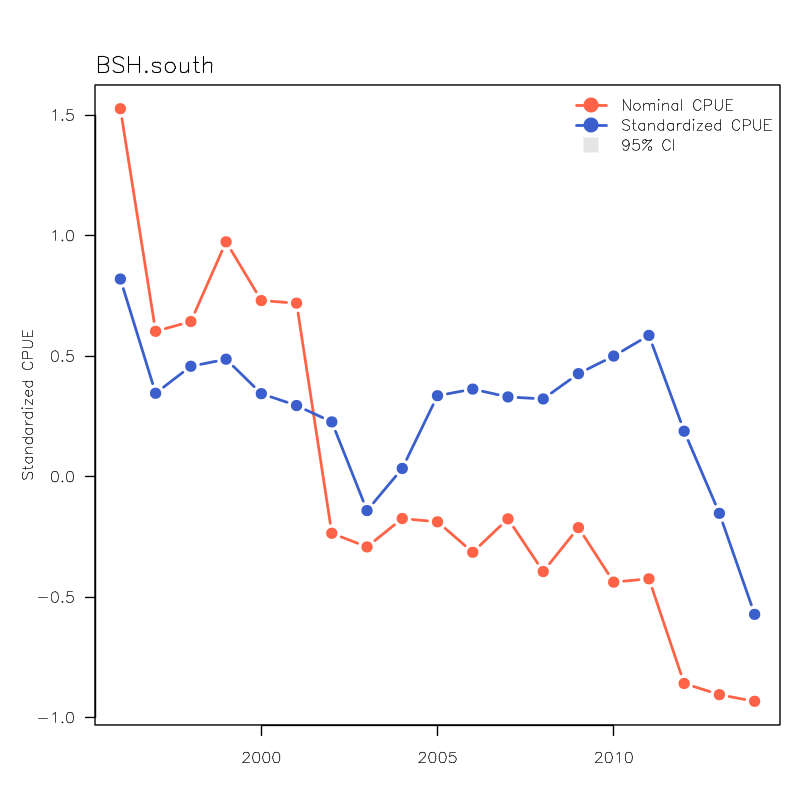 BSH.south
Nominal CPUE
Standardized CPUE
95% CI
1.5
1.0
0.5
0.0
−0.5
−1.0
Standardized CPUE
2000 2005 2010